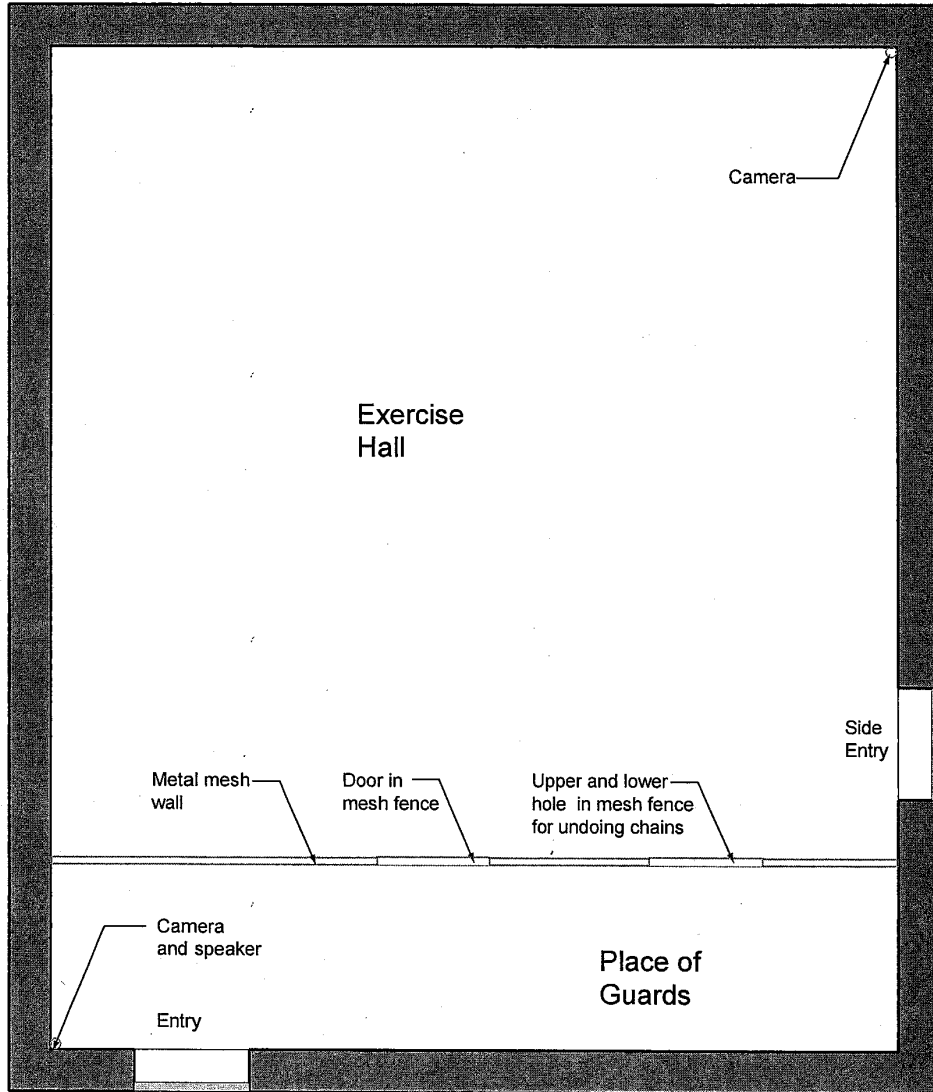 Camera
Exercise
Hall
Side
Entry
Metal mesh
wall
Door in
mesh fence
Upper and lower
hole in mesh fence
for undoing chains
Camera
and speaker
Place of
Guards
Entry